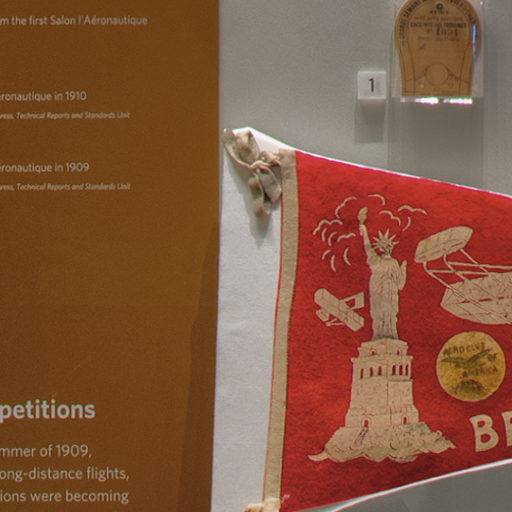 m the first Salon l'Aéronautique
éronautique in 1910
ress, Technical Reports and Standards Unit
éronautique in 1909
ress, Technical Reports and Standards Unit
petitions
mmer of 1909,
ong-distance flights,
ions were becoming
1
AERO CLUB
OF
AMERICA
BE